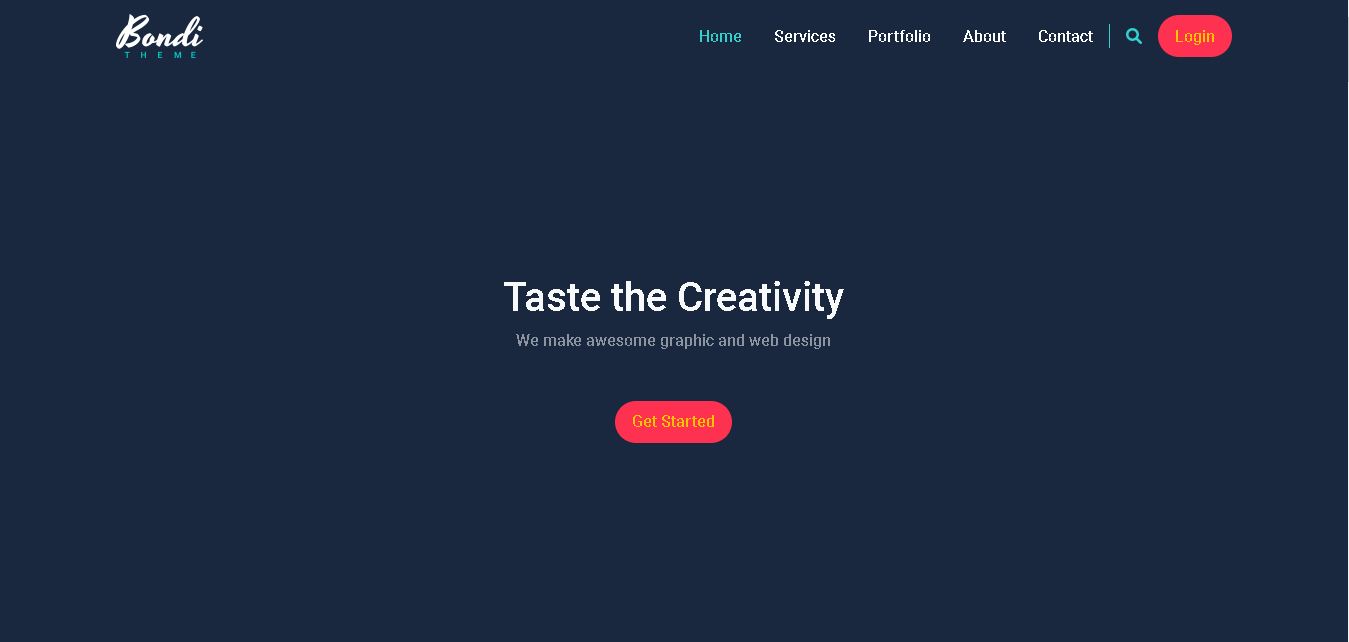 Bondi
THEME
Home Services Portfolio About Contact Login
Taste the Creativity
We make awesome graphic and web design
Get Started